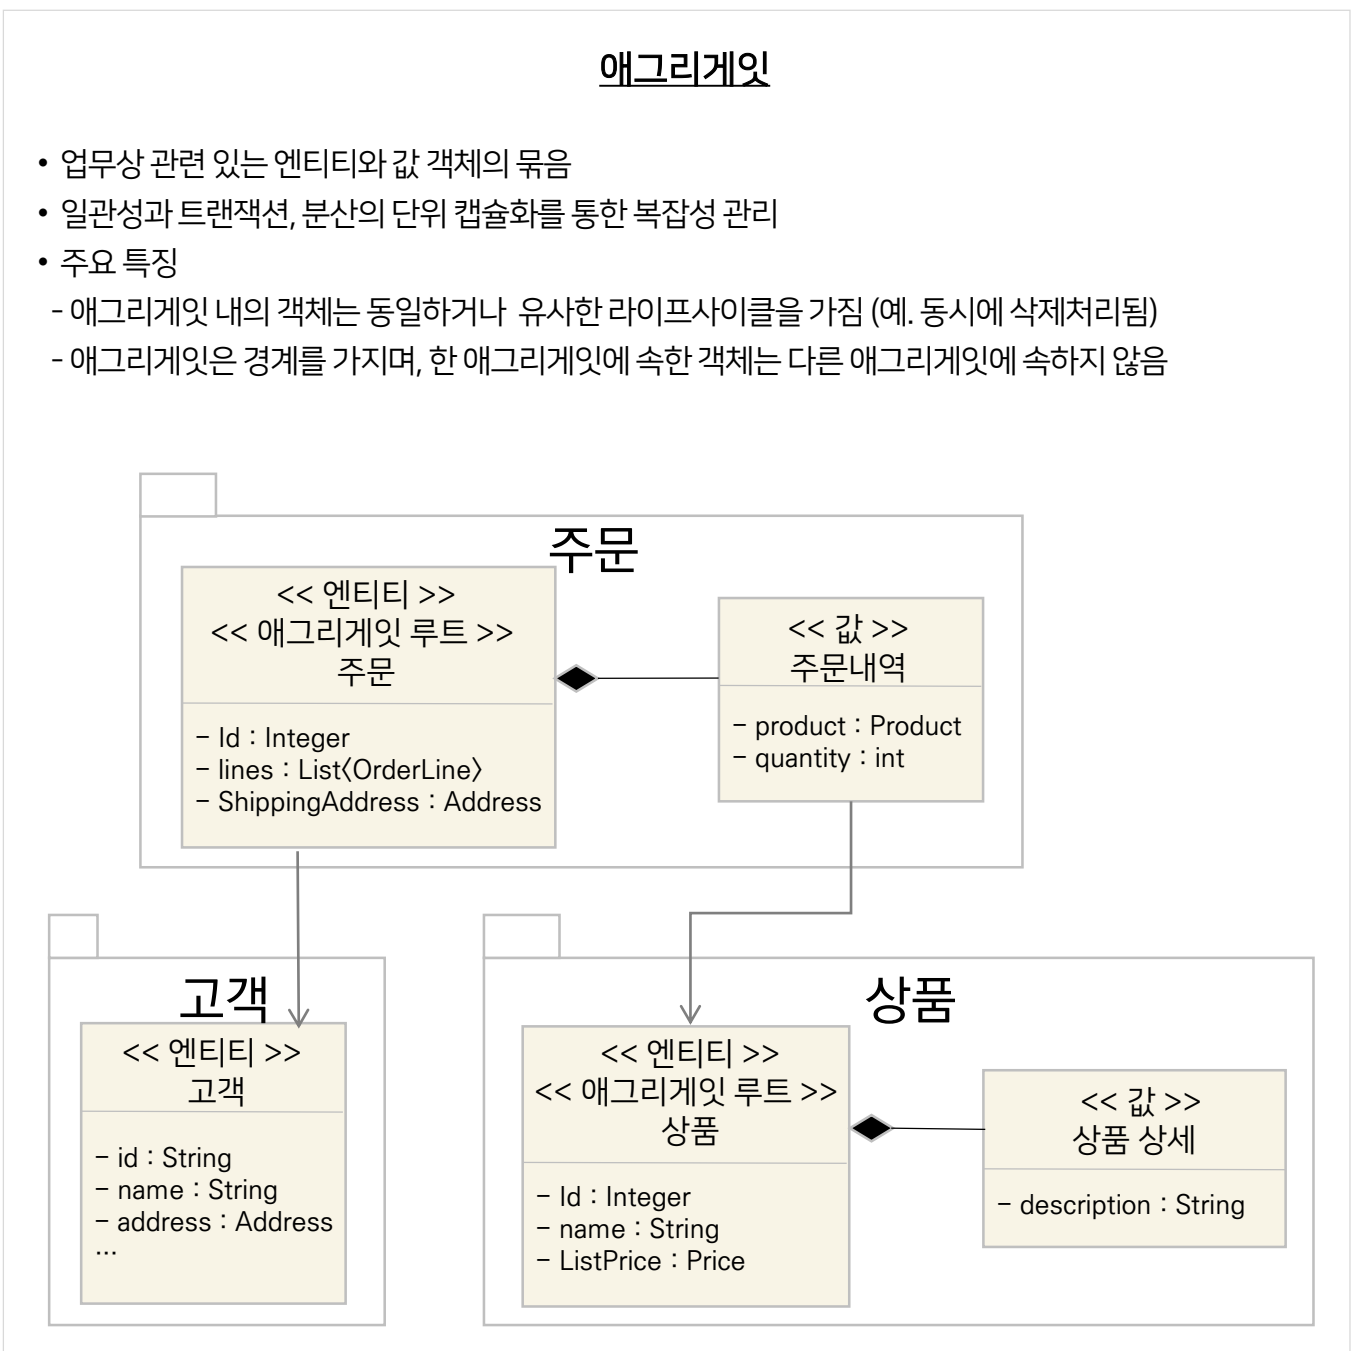 애그리게잇
• 업무상 관련 있는 엔티티와 값 객체의 묶음
• 일관성과 트랜잭션, 분산의 단위 캡슐화를 통한 복잡성 관리
• 주요 특징
- 애그리게잇 내의 객체는 동일하거나 유사한 라이프사이클을 가짐 (예. 동시에 삭제처리됨)
- 애그리게잇은 경계를 가지며, 한 애그리게잇에 속한 객체는 다른 애그리게잇에 속하지 않음
주문
<< 엔티티 >>
<< 애그리게잇 루트 >>
주문
- Id : Integer
- lines : List<OrderLine>
- ShippingAddress : Address
<< 값 >>
주문내역
- product : Product
- quantity : int
고객
<< 엔티티 >>
고객
- id : String
- name : String
- address : Address
...
상품
<< 엔티티 >>
<< 애그리게잇 루트 >>
상품
- Id : Integer
- name : String
- ListPrice : Price
<< 값 >>
상품 상세
- description : String